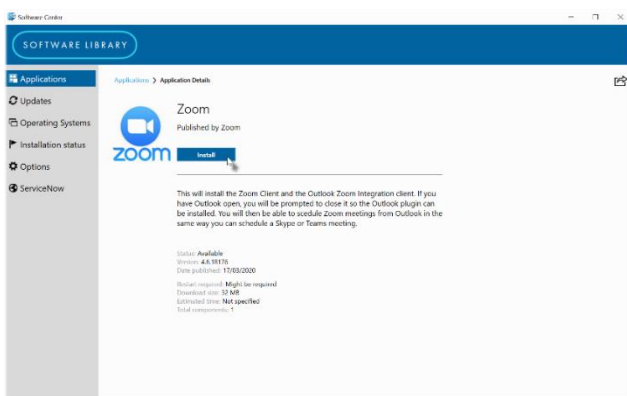 Software Center
SOFTWARE LIBRARY
Applications
Applications > Application Details
Updates
Operating Systems
Installation status
Options
ServiceNow
Zoom
Published by Zoom
zoom
Install
This will install the Zoom Client and the Outlook Zoom Integration client. If you
have Outlook open, you will be prompted to close it so the Outlook plugin can
be installed. You will then be able to scedule Zoom meetings from Outlook in the
same way you can schedule a Skype or Teams meeting.
Status: Available
Version: 4.6.18176
Date published: 17/03/2020
Restart required: Might be required
Download size: 32 MB
Estimated time: Not specified
Total components: 1